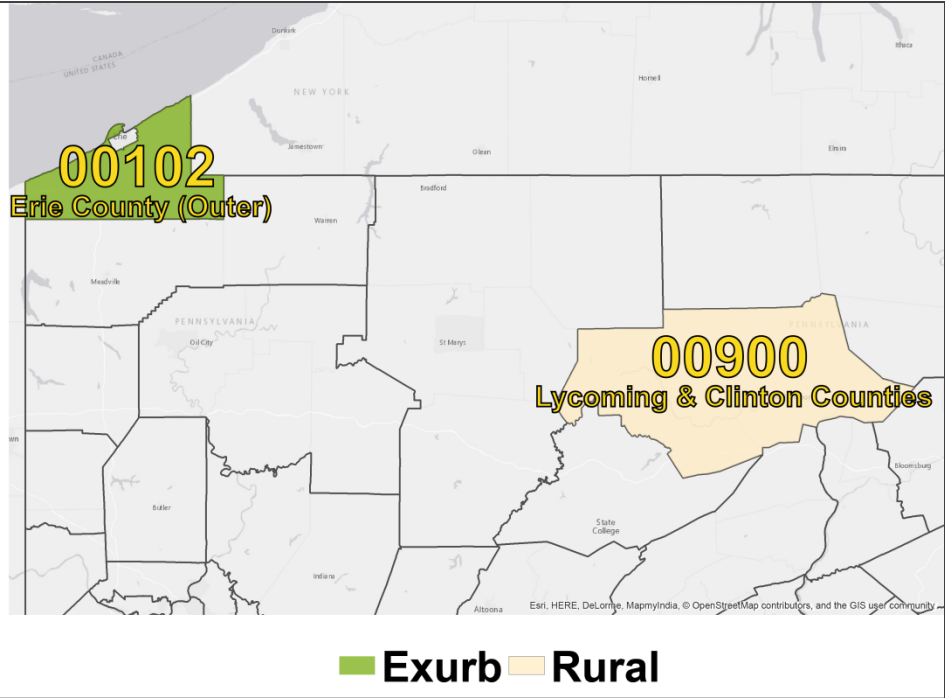 Dunkirk
Ithaca
CANADA
UNITED STATES
Hornell
NEW YORK
Erie
Jamestown
Olean
Elmira
00102
Erie County (Outer)
Bradford
Warren
Meadville
PENNSYLVANIA
PENNSYLVANIA
Oil City
St Marys
00900
Lycoming & Clinton Counties
wn
Bloomsburg
Butler
State
College
Indiana
Altoona
Esri, HERE, DeLorme, MapmyIndia, © OpenStreetMap contributors, and the GIS user community
Exurb Rural